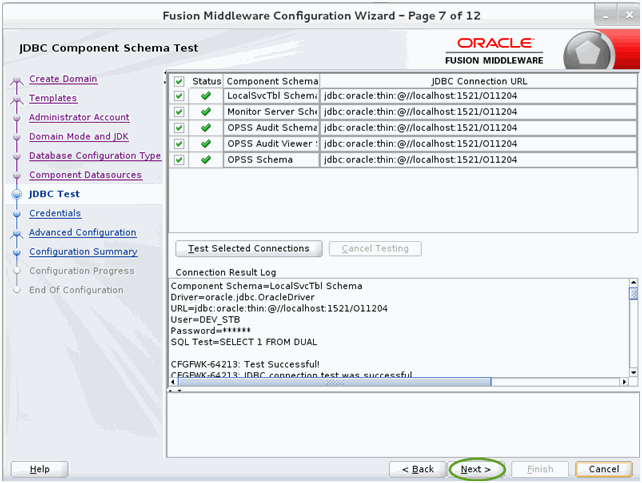 Fusion Middleware Configuration Wizard – Page 7 of 12
JDBC Component Schema Test
ORACLE
FUSION MIDDLEWARE
Create Domain
Templates
Administrator Account
Domain Mode and JDK
Database Configuration Type
Component Datasources
JDBC Test
Credentials
Advanced Configuration
Configuration Summary
Configuration Progress
End Of Configuration
Status Component Schema JDBC Connection URL
LocalSvcTbl Schema jdbc:oracle:thin:@//localhost:1521/O11204
Monitor Server Sche jdbc:oracle:thin:@//localhost:1521/O11204
OPSS Audit Schema jdbc:oracle:thin:@//localhost:1521/O11204
OPSS Audit Viewer S jdbc:oracle:thin:@//localhost:1521/O11204
OPSS Schema jdbc:oracle:thin:@//localhost:1521/O11204
Test Selected Connections Cancel Testing
Connection Result Log
Component Schema=LocalSvcTbl Schema
Driver=oracle.jdbc.OracleDriver
URL=jdbc:oracle:thin:@//localhost:1521/O11204
User=DEV_STB
Password=******
SQL Test=SELECT 1 FROM DUAL
CFGFWK-64213: Test Successful!
CFGFWK-64213: JDBC connection test was successful.
Help < Back Next > Finish Cancel